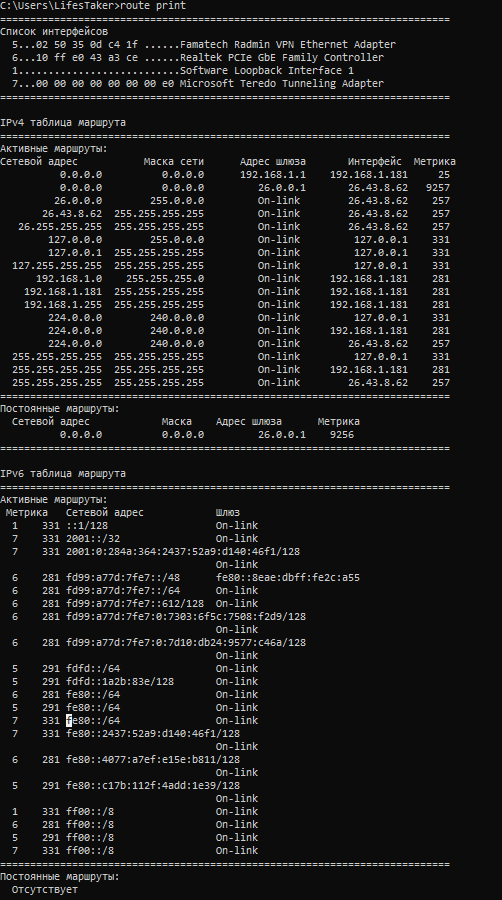 C:\Users\LifesTaker>route print
===========================================================================
Список интерфейсов
  5...02 50 35 0d c4 1f ......Famatech Radmin VPN Ethernet Adapter
  6...10 ff e0 43 a3 ce ......Realtek PCIe GbE Family Controller
  1...........................Software Loopback Interface 1
  7...00 00 00 00 00 00 00 e0 Microsoft Teredo Tunneling Adapter
===========================================================================

IPv4 таблица маршрута
===========================================================================
Активные маршруты:
Сетевой адрес           Маска сети      Адрес шлюза       Интерфейс  Метрика
          0.0.0.0          0.0.0.0      192.168.1.1    192.168.1.181     25
          0.0.0.0          0.0.0.0         26.0.0.1       26.43.8.62   9257
         26.0.0.0        255.0.0.0         On-link        26.43.8.62    257
       26.43.8.62  255.255.255.255         On-link        26.43.8.62    257
   26.255.255.255  255.255.255.255         On-link        26.43.8.62    257
        127.0.0.0        255.0.0.0         On-link         127.0.0.1    331
        127.0.0.1  255.255.255.255         On-link         127.0.0.1    331
  127.255.255.255  255.255.255.255         On-link         127.0.0.1    331
      192.168.1.0    255.255.255.0         On-link     192.168.1.181    281
    192.168.1.181  255.255.255.255         On-link     192.168.1.181    281
    192.168.1.255  255.255.255.255         On-link     192.168.1.181    281
        224.0.0.0        240.0.0.0         On-link         127.0.0.1    331
        224.0.0.0        240.0.0.0         On-link     192.168.1.181    281
        224.0.0.0        240.0.0.0         On-link        26.43.8.62    257
  255.255.255.255  255.255.255.255         On-link         127.0.0.1    331
  255.255.255.255  255.255.255.255         On-link     192.168.1.181    281
  255.255.255.255  255.255.255.255         On-link        26.43.8.62    257
===========================================================================
Постоянные маршруты:
  Сетевой адрес            Маска    Адрес шлюза      Метрика
          0.0.0.0          0.0.0.0         26.0.0.1    9256
===========================================================================

IPv6 таблица маршрута
===========================================================================
Активные маршруты:
 Метрика   Сетевой адрес            Шлюз
  1    331 ::1/128                  On-link
  7    331 2001::/32                On-link
  7    331 2001:0:284a:364:2437:52a9:d140:46f1/128
                                    On-link
  6    281 fd99:a77d:7fe7::/48      fe80::8eae:dbff:fe2c:a55
  6    281 fd99:a77d:7fe7::/64      On-link
  6    281 fd99:a77d:7fe7::612/128  On-link
  6    281 fd99:a77d:7fe7:0:7303:6f5c:7508:f2d9/128
                                    On-link
  6    281 fd99:a77d:7fe7:0:7d10:db24:9577:c46a/128
                                    On-link
  5    291 fdfd::/64                On-link
  5    291 fdfd::1a2b:83e/128       On-link
  6    281 fe80::/64                On-link
  5    291 fe80::/64                On-link
  7    331 fe80::/64                On-link
  7    331 fe80::2437:52a9:d140:46f1/128
                                    On-link
  6    281 fe80::4077:a7ef:e15e:b811/128
                                    On-link
  5    291 fe80::c17b:112f:4add:1e39/128
                                    On-link
  1    331 ff00::/8                 On-link
  6    281 ff00::/8                 On-link
  5    291 ff00::/8                 On-link
  7    331 ff00::/8                 On-link
===========================================================================
Постоянные маршруты:
  Отсутствует